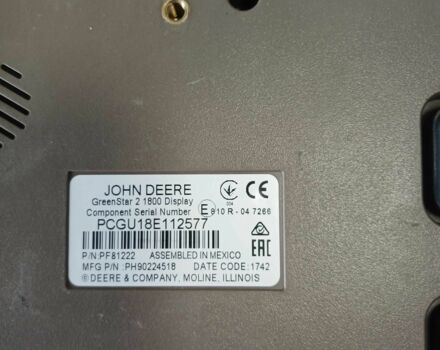 JOHN DEERE
GreenStar 2 1800 Display
Component Serial Number E 810 R - 04 7266
PCGU18E112577
P/N:PF81222 ASSEMBLED IN MEXICO
MFG P/N :PH90224518 DATE CODE:1742
© DEERE & COMPANY, MOLINE, ILLINOIS
004
CE
EAC